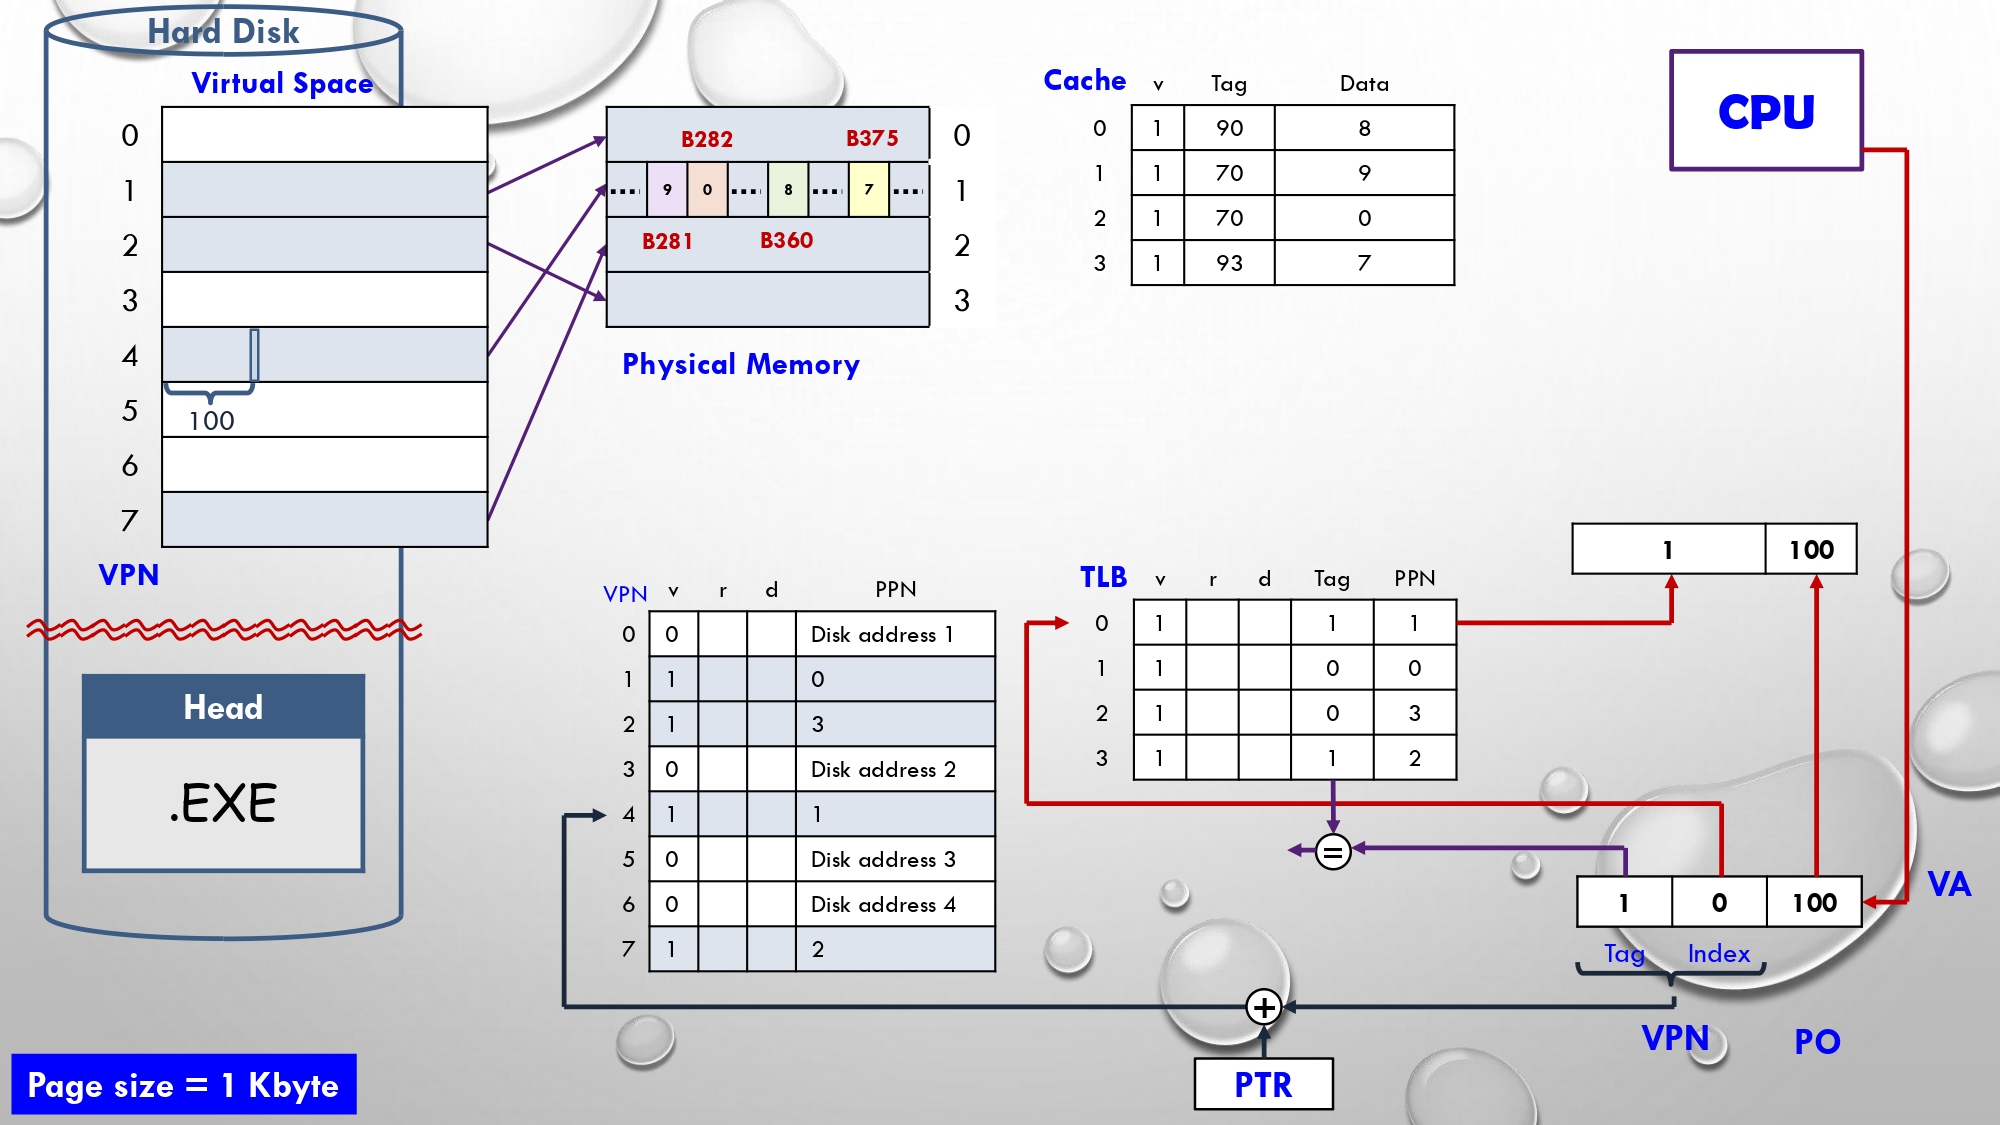 Hard Disk
Virtual Space
0
1
2
3
4
5
6
7
100
VPN
Head
.EXE
Page size = 1 Kbyte
B282 B375
.... 9 0 .... 8 .... 7 ....
B281 B360
0
1
2
3
Physical Memory
Cache v Tag Data
0 1 90 8
1 1 70 9
2 1 70 0
3 1 93 7
CPU
VPN v r d PPN
0 0 Disk address 1
1 1 0
2 1 3
3 0 Disk address 2
4 1 1
5 0 Disk address 3
6 0 Disk address 4
7 1 2
TLB v r d Tag PPN
0 1 1 1
1 1 0 0
2 1 0 3
3 1 1 2
1 100
=
1 0 100
VA
Tag Index
+
VPN PO
PTR